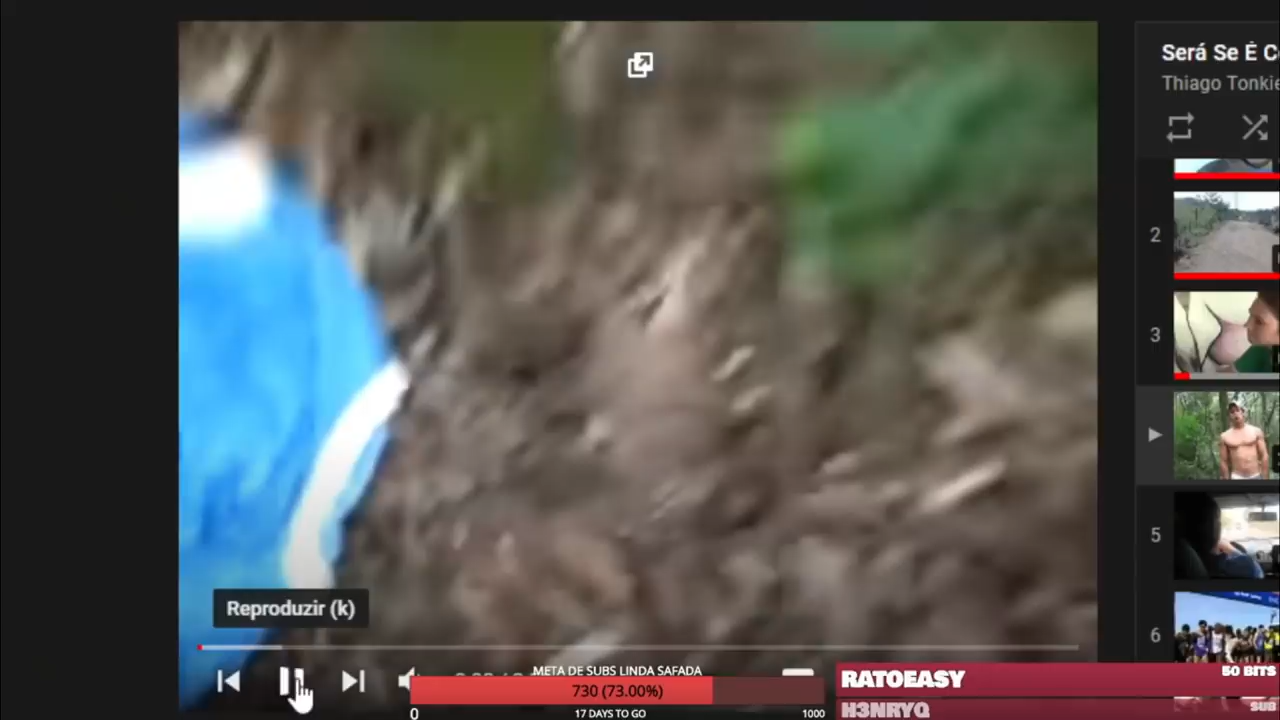 Será Se É C
Thiago Tonkie
2
3
5
6
Reproduzir (k)
META DE SUBS LINDA SAFADA
730 (73.00%)
0
17 DAYS TO GO
1000
RATOEASY
50 BITS
H3NRYQ
SUB